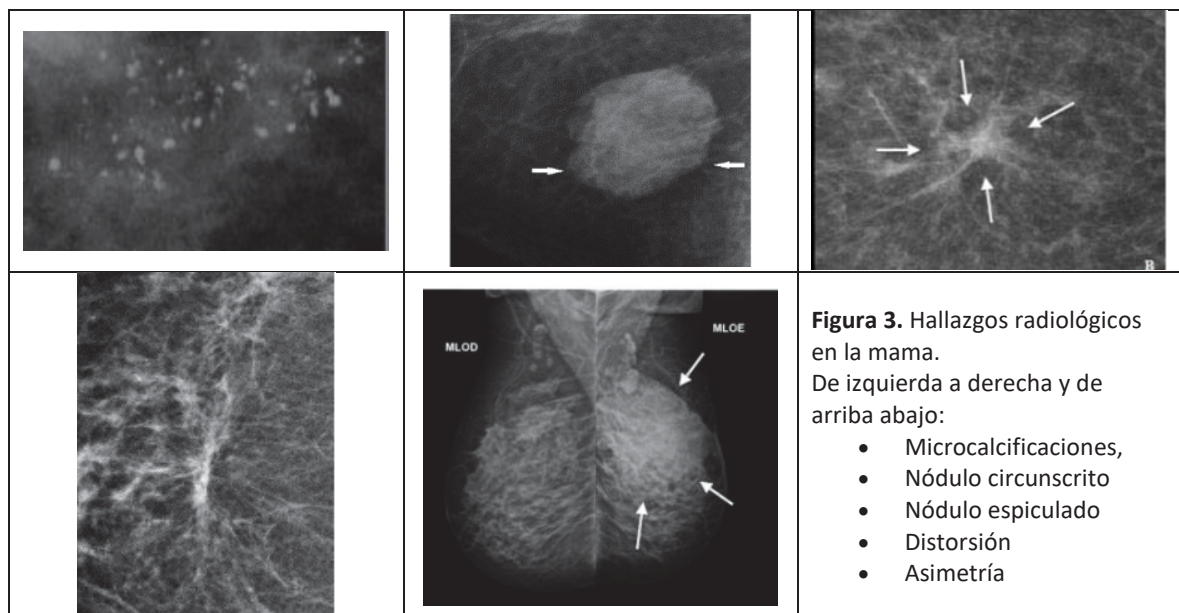 B
MLOD
MLOE
Figura 3. Hallazgos radiológicos
en la mama.
De izquierda a derecha y de
arriba abajo:
• Microcalcificaciones,
• Nódulo circunscrito
• Nódulo espiculado
• Distorsión
• Asimetría